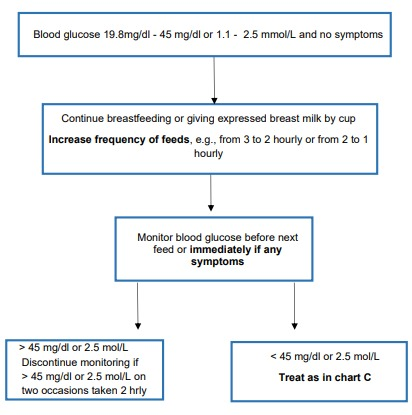 Blood glucose 19.8mg/dl - 45 mg/dl or 1.1 - 2.5 mmol/L and no symptoms
Continue breastfeeding or giving expressed breast milk by cup
Increase frequency of feeds, e.g., from 3 to 2 hourly or from 2 to 1
hourly
Monitor blood glucose before next
feed or immediately if any
symptoms
> 45 mg/dl or 2.5 mol/L
Discontinue monitoring if
> 45 mg/dl or 2.5 mol/L on
two occasions taken 2 hrly
< 45 mg/dl or 2.5 mol/L
Treat as in chart C